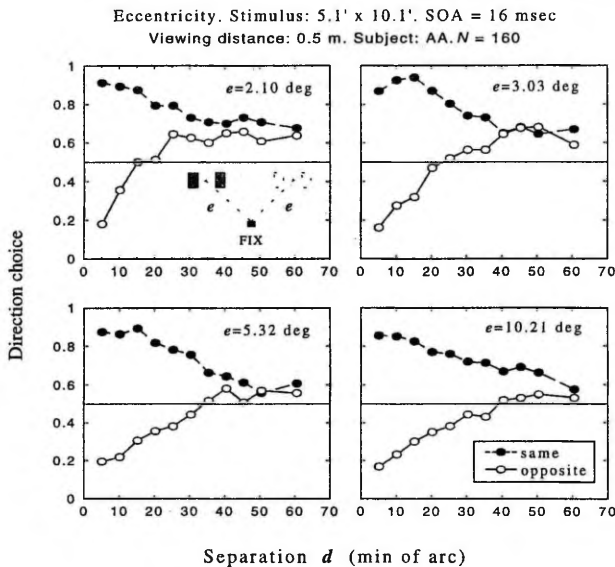 Eccentricity. Stimulus: 5.1' x 10.1'. SOA = 16 msec
Viewing distance: 0.5 m. Subject: AA. N = 160
Direction choice
1
0.8
0.6
0.4
0.2
0
e=2.10 deg
e
e
FIX
0 10 20 30 40 50 60 70
e=3.03 deg
0 10 20 30 40 50 60 70
1
0.8
0.6
0.4
0.2
0
e=5.32 deg
0 10 20 30 40 50 60 70
e=10.21 deg
same
opposite
0 10 20 30 40 50 60 70
Separation d (min of arc)